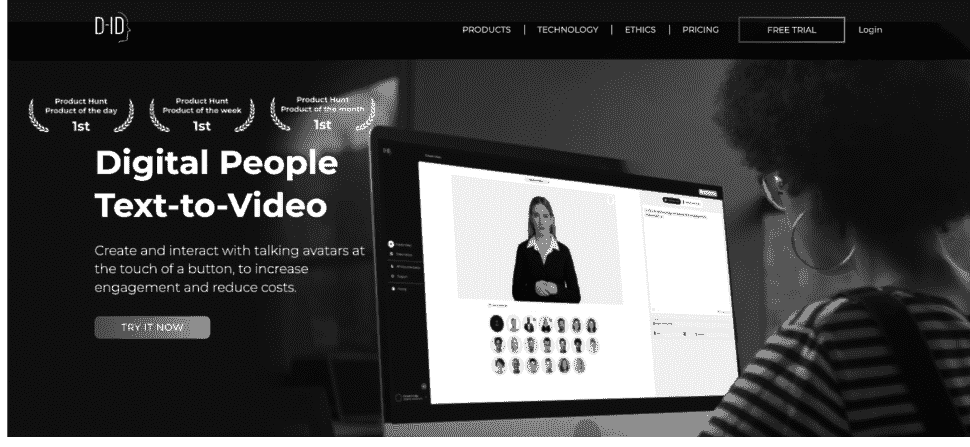 D-ID
PRODUCTS | TECHNOLOGY | ETHICS | PRICING
FREE TRIAL
Login
Product Hunt
Product of the day
1st
Product Hunt
Product of the week
1st
Product Hunt
Product of the month
1st
Digital People
Text-to-Video
Create and interact with talking avatars at
the touch of a button, to increase
engagement and reduce costs.
TRY IT NOW